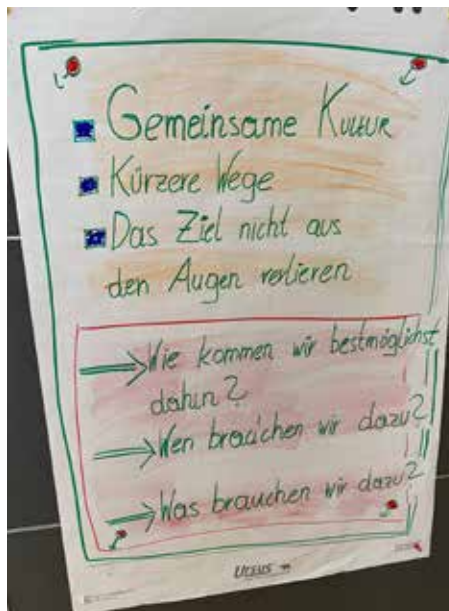 Gemeinsame Kultur
Kürzere Wege
Das Ziel nicht aus
den Augen verlieren
Wie kommen wir bestmöglichst
dahin?
Wen brauchen wir dazu?
Was brauchen wir dazu?